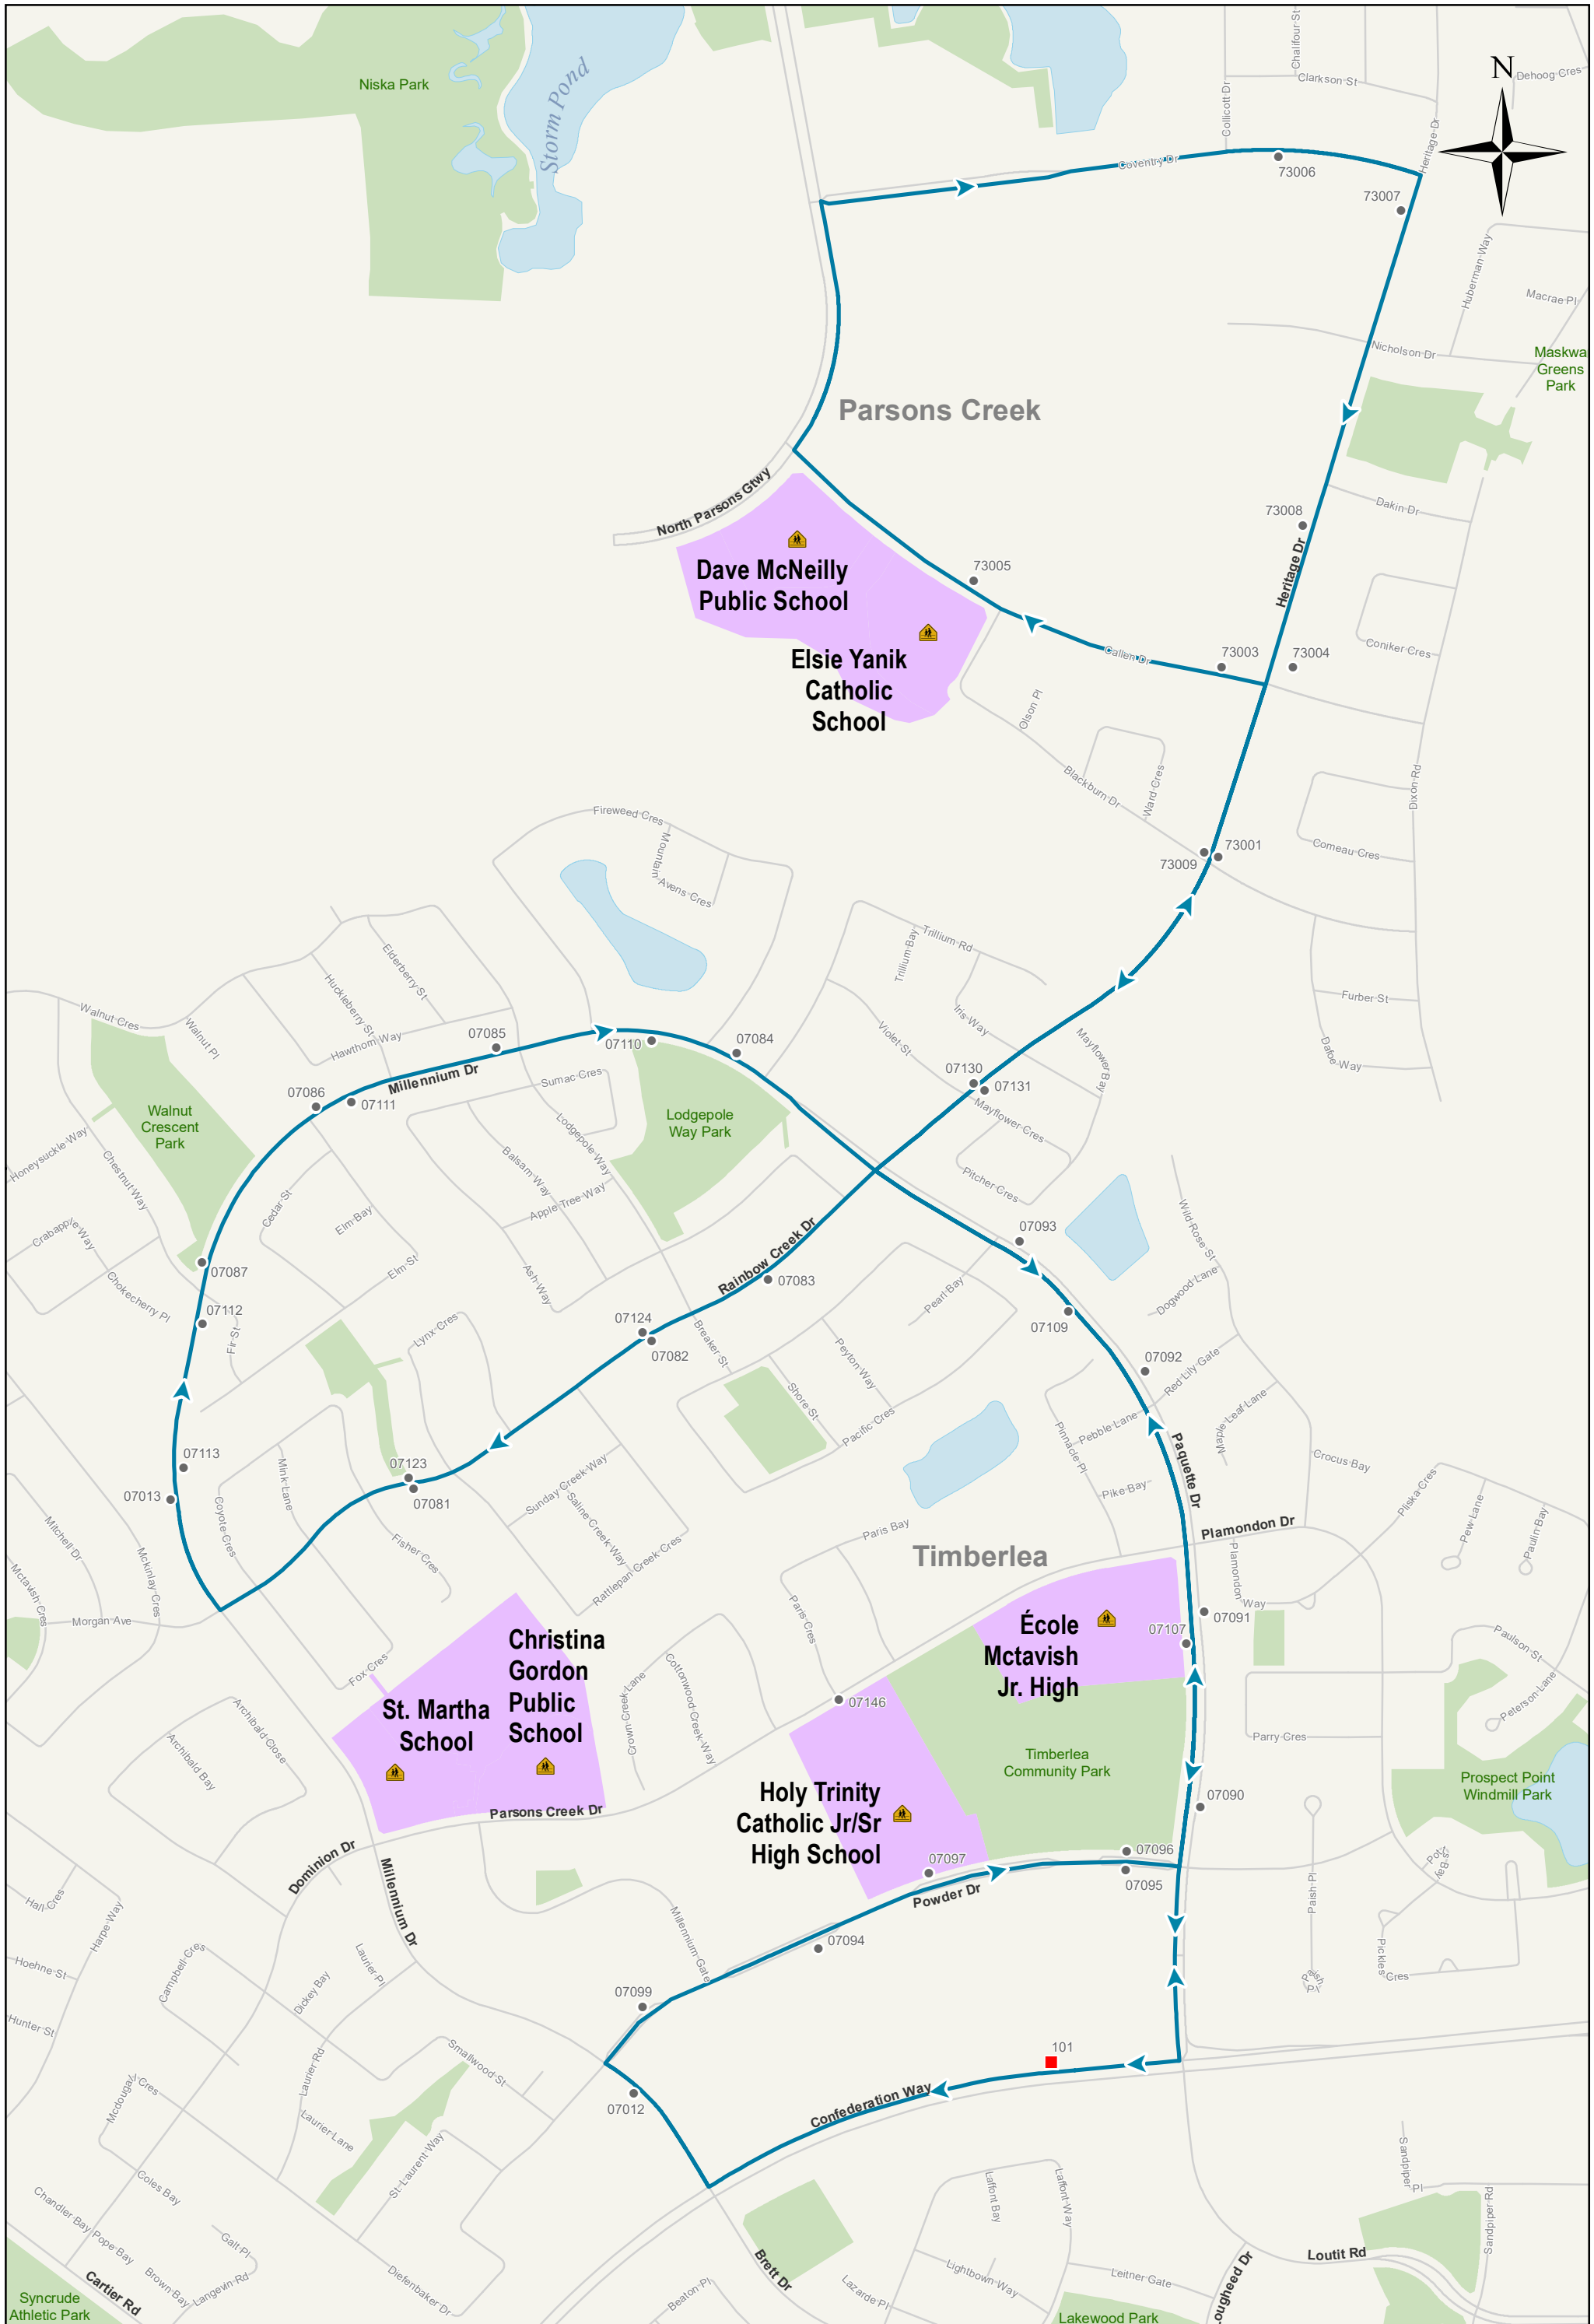 Niska Park
Storm Pond
Chalifour St
Clarkson St
Collicott Dr
Heritage Dr
N
Dehoog Cres
Coventry Dr
73006
73007
Huberman Way
Macrae Pl
Nicholson Dr
Maskwa
Greens
Park
Parsons Creek
North Parsons Gtwy
Dakin Dr
73008
Heritage Dr
Dave McNeilly
Public School
73005
Elsie Yanik
Catholic
School
Callen Dr
73003
73004
Coniker Cres
Olson Pl
Blackburn Dr
Ward Cres
Dixon Rd
Comeau Cres
73009
73001
Fireweed Cres
Mountain
Avens Cres
Trillium Bay
Trillium Rd
Iris Way
Violet St
Mayflower Bay
Furber St
Dafoe Way
Elderberry St
Huckleberry St
Hawthorn Way
Walnut Cres
Walnut Pl
07085
07110
07084
07086
07111
Millennium Dr
Sumac Cres
Lodgepole Way
Lodgepole
Way Park
07130
07131
Mayflower Cres
Pitcher Cres
Walnut
Crescent
Park
Honeysuckle Way
Chestnut Way
Crabapple Way
Chokecherry Pl
Cedar St
Elm Bay
Elm St
Balsam Way
Apple Tree Way
Ash Way
07087
07112
Fir St
Lynx Cres
Rainbow Creek Dr
07083
07124
07082
Breaker St
Pearl Bay
Peyton Way
Shore St
Pacific Cres
07093
07109
Wild Rose St
Dogwood Lane
07092
Red Lily Gate
Pebble Lane
Pinnacle Pl
Maple Leaf Lane
Pike Bay
Paquette Dr
Crocus Bay
Plamondon Dr
Pliska Cres
Pew Lane
Paulin Bay
07113
07013
07123
07081
Mink Lane
Coyote Cres
Fisher Cres
Sunday Creek Way
Saline Creek Way
Rattlepan Creek Cres
Paris Bay
Timberlea
Paris Cres
Mitchell Dr
Mctavish Cres
Mckinlay Cres
Morgan Ave
École
Mctavish
Jr. High
07107
07091
Plamondon Way
Paulson St
Peterson Lane
Parry Cres
Fox Cres
Christina
Gordon
Public
School
St. Martha
School
Crown Creek Lane
Cottonwood Creek Way
07146
Timberlea
Community Park
Prospect Point
Windmill Park
Archibald Close
Archibald Bay
Parsons Creek Dr
Holy Trinity
Catholic Jr/Sr
High School
07090
07096
07097
07095
Powder Dr
Dominion Dr
Millennium Dr
Millennium Gate
07094
Potts Bay
Paish Pl
Paish Pl
Pickles Cres
Hall Cres
Harpe Way
Hoehne St
Hunter St
Campbell Cres
Dickey Bay
Laurier Pl
Laurier Rd
Laurier Lane
Smallwood St
St. Laurent Way
Mcdougall Cres
07099
07012
101
Confederation Way
Coles Bay
Chandler Bay
Pope Bay
Brown Bay
Langevin Rd
Galt Pl
Diefenbaker Dr
Cartier Rd
Syncrude
Athletic Park
Beaton Pl
Brett Dr
Lazarde Pl
Laffont Bay
Laffont Way
Lightbown Way
Leitner Gate
Lakewood Park
Loutit Rd
Sandpiper Pl
Sandpiper Rd